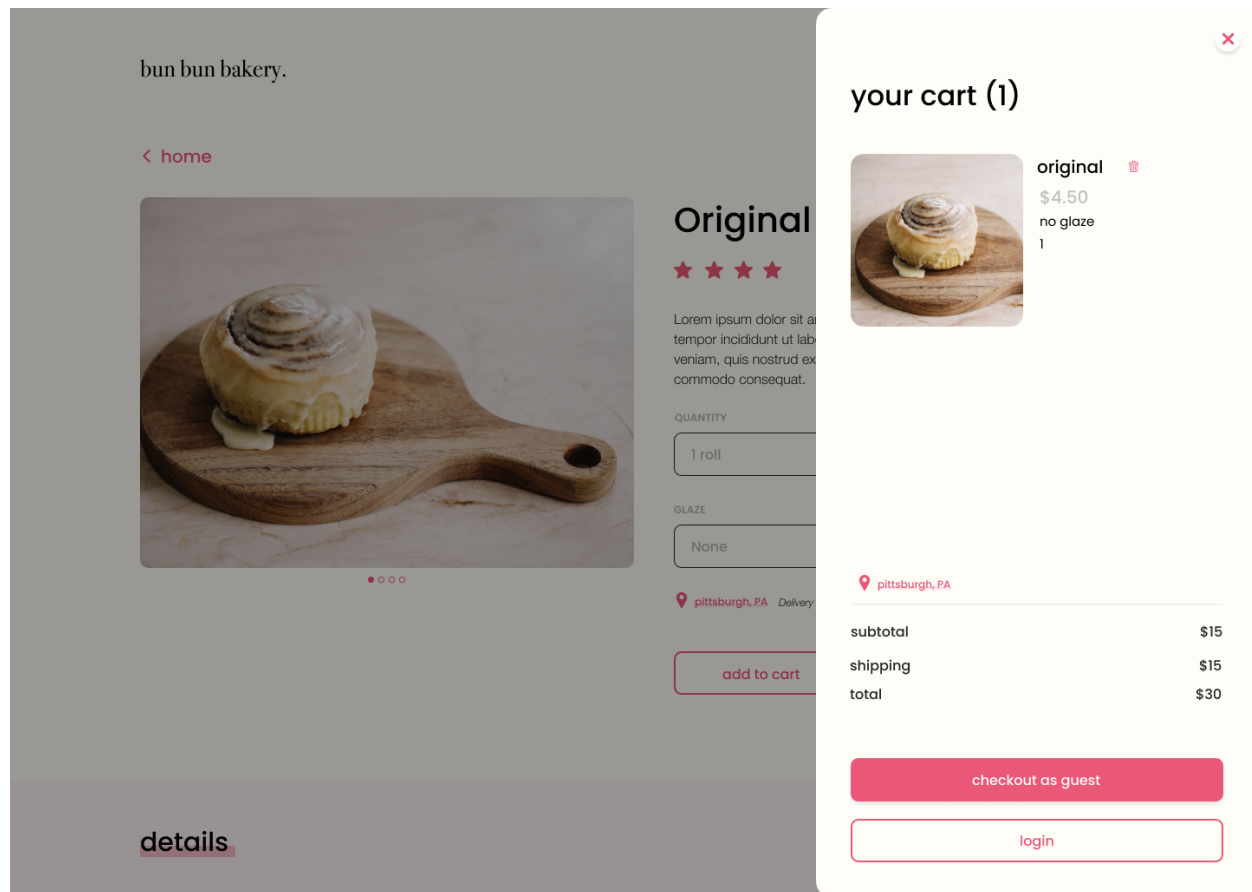 bun bun bakery.
home
Original
Lorem ipsum dolor sit a
tempor incididunt ut lab
veniam, quis nostrud ex
commodo consequat.
QUANTITY
1 roll
GLAZE
None
pittsburgh, PA Delivery
add to cart
details
your cart (1)
original
$4.50
no glaze
1
pittsburgh, PA
subtotal $15
shipping $15
total $30
checkout as guest
login